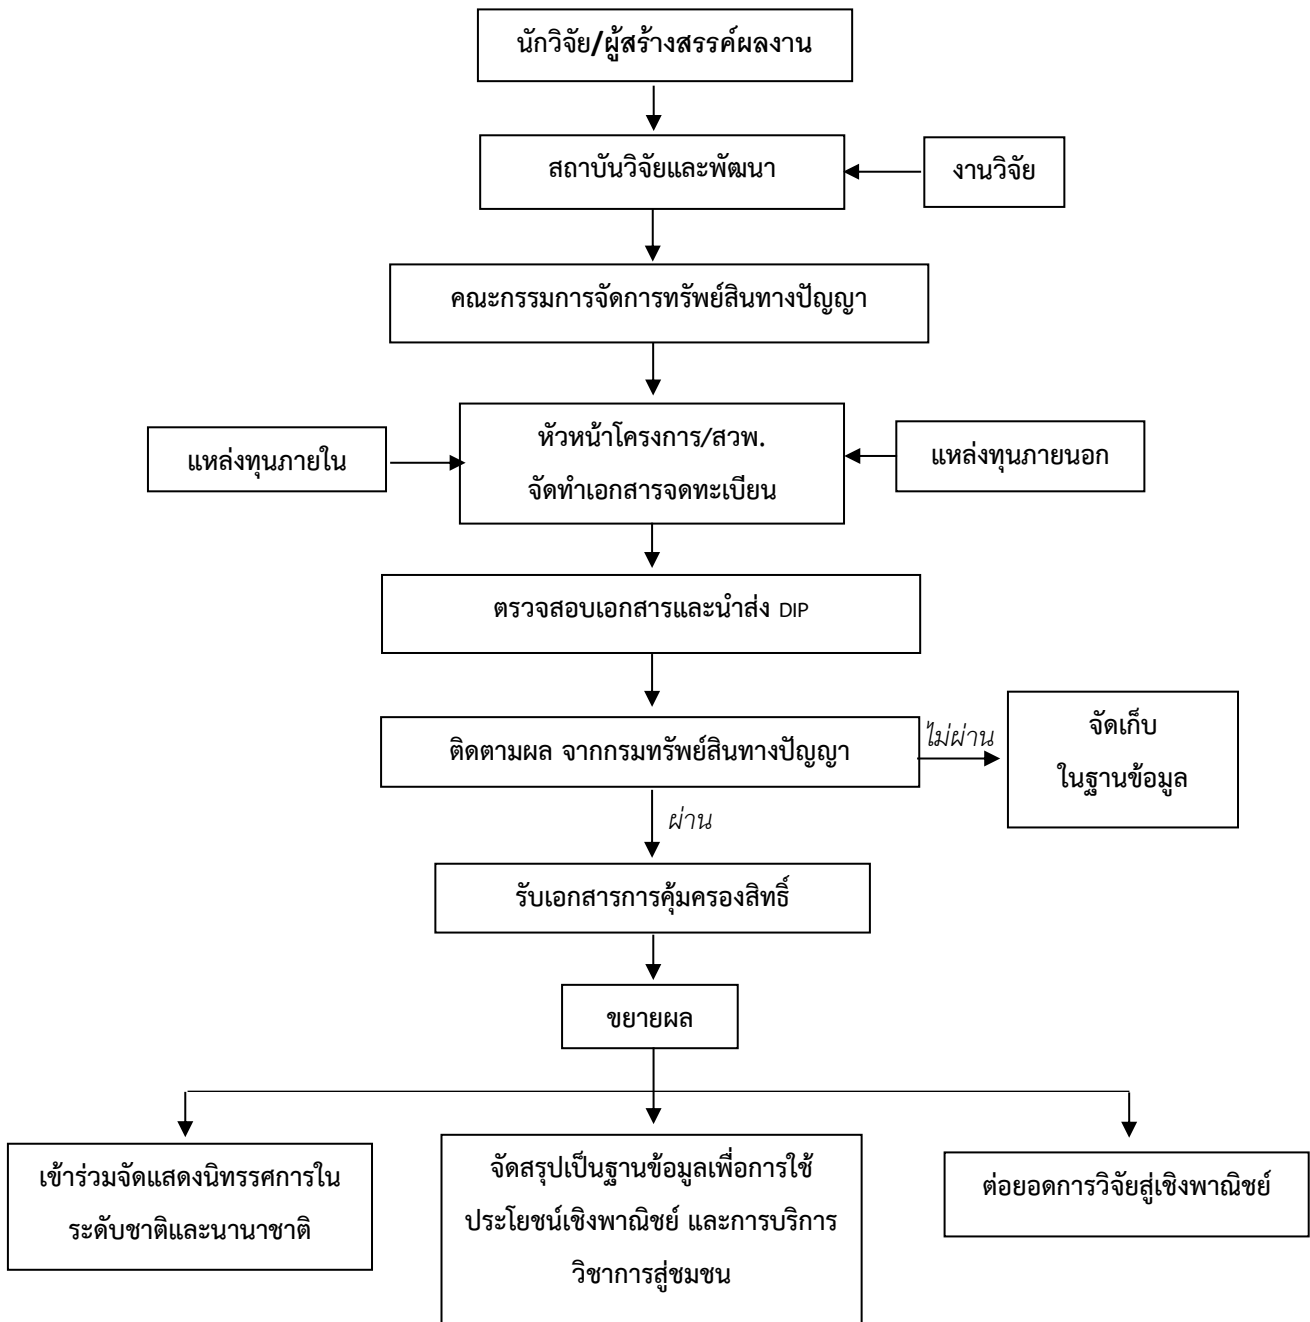 นักวิจัย/ผู้สร้างสรรค์ผลงาน
สถาบันวิจัยและพัฒนา
งานวิจัย
คณะกรรมการจัดการทรัพย์สินทางปัญญา
แหล่งทุนภายใน
หัวหน้าโครงการ/สวพ.
จัดทำเอกสารจดทะเบียน
แหล่งทุนภายนอก
ตรวจสอบเอกสารและนำส่ง DIP
ติดตามผล จากกรมทรัพย์สินทางปัญญา
ไม่ผ่าน
จัดเก็บ
ในฐานข้อมูล
ผ่าน
รับเอกสารการคุ้มครองสิทธิ์
ขยายผล
เข้าร่วมจัดแสดงนิทรรศการใน
ระดับชาติและนานาชาติ
จัดสรุปเป็นฐานข้อมูลเพื่อการใช้
ประโยชน์เชิงพาณิชย์ และการบริการ
วิชาการสู่ชมชน
ต่อยอดการวิจัยสู่เชิงพาณิชย์